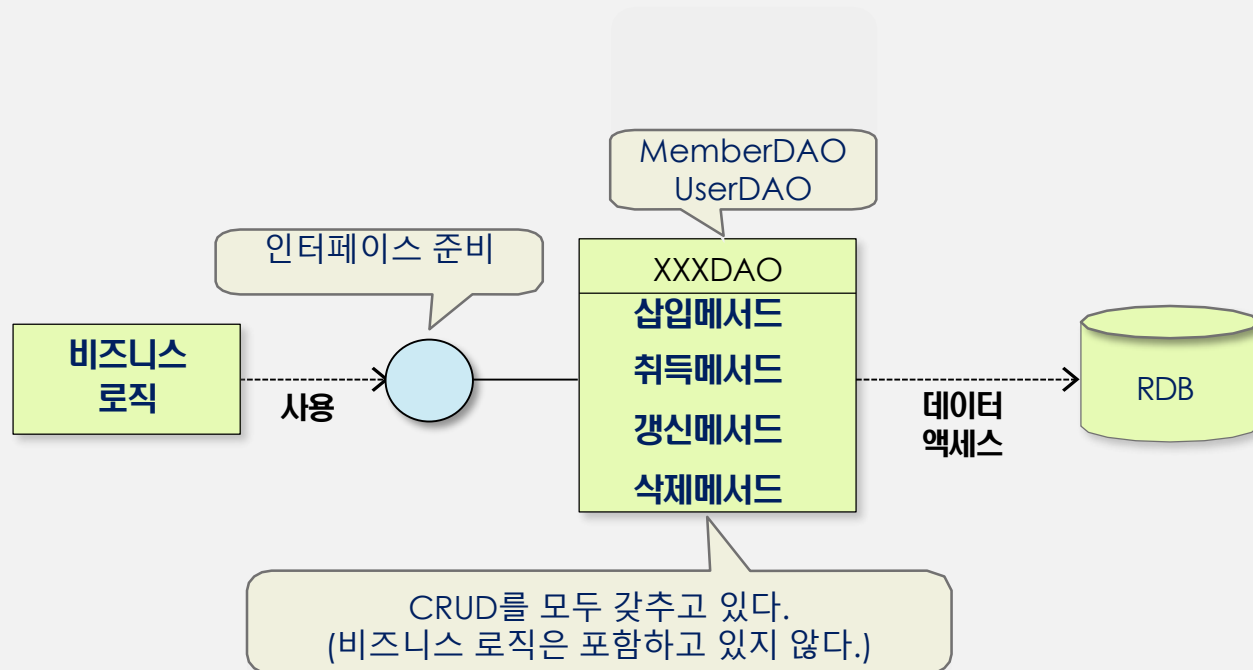 MemberDAO
UserDAO
인터페이스 준비
XXXDAO
삽입메서드
취득메서드
갱신메서드
삭제메서드
비즈니스
로직
사용
데이터
액세스
RDB
CRUD를 모두 갖추고 있다.
(비즈니스 로직은 포함하고 있지 않다.)